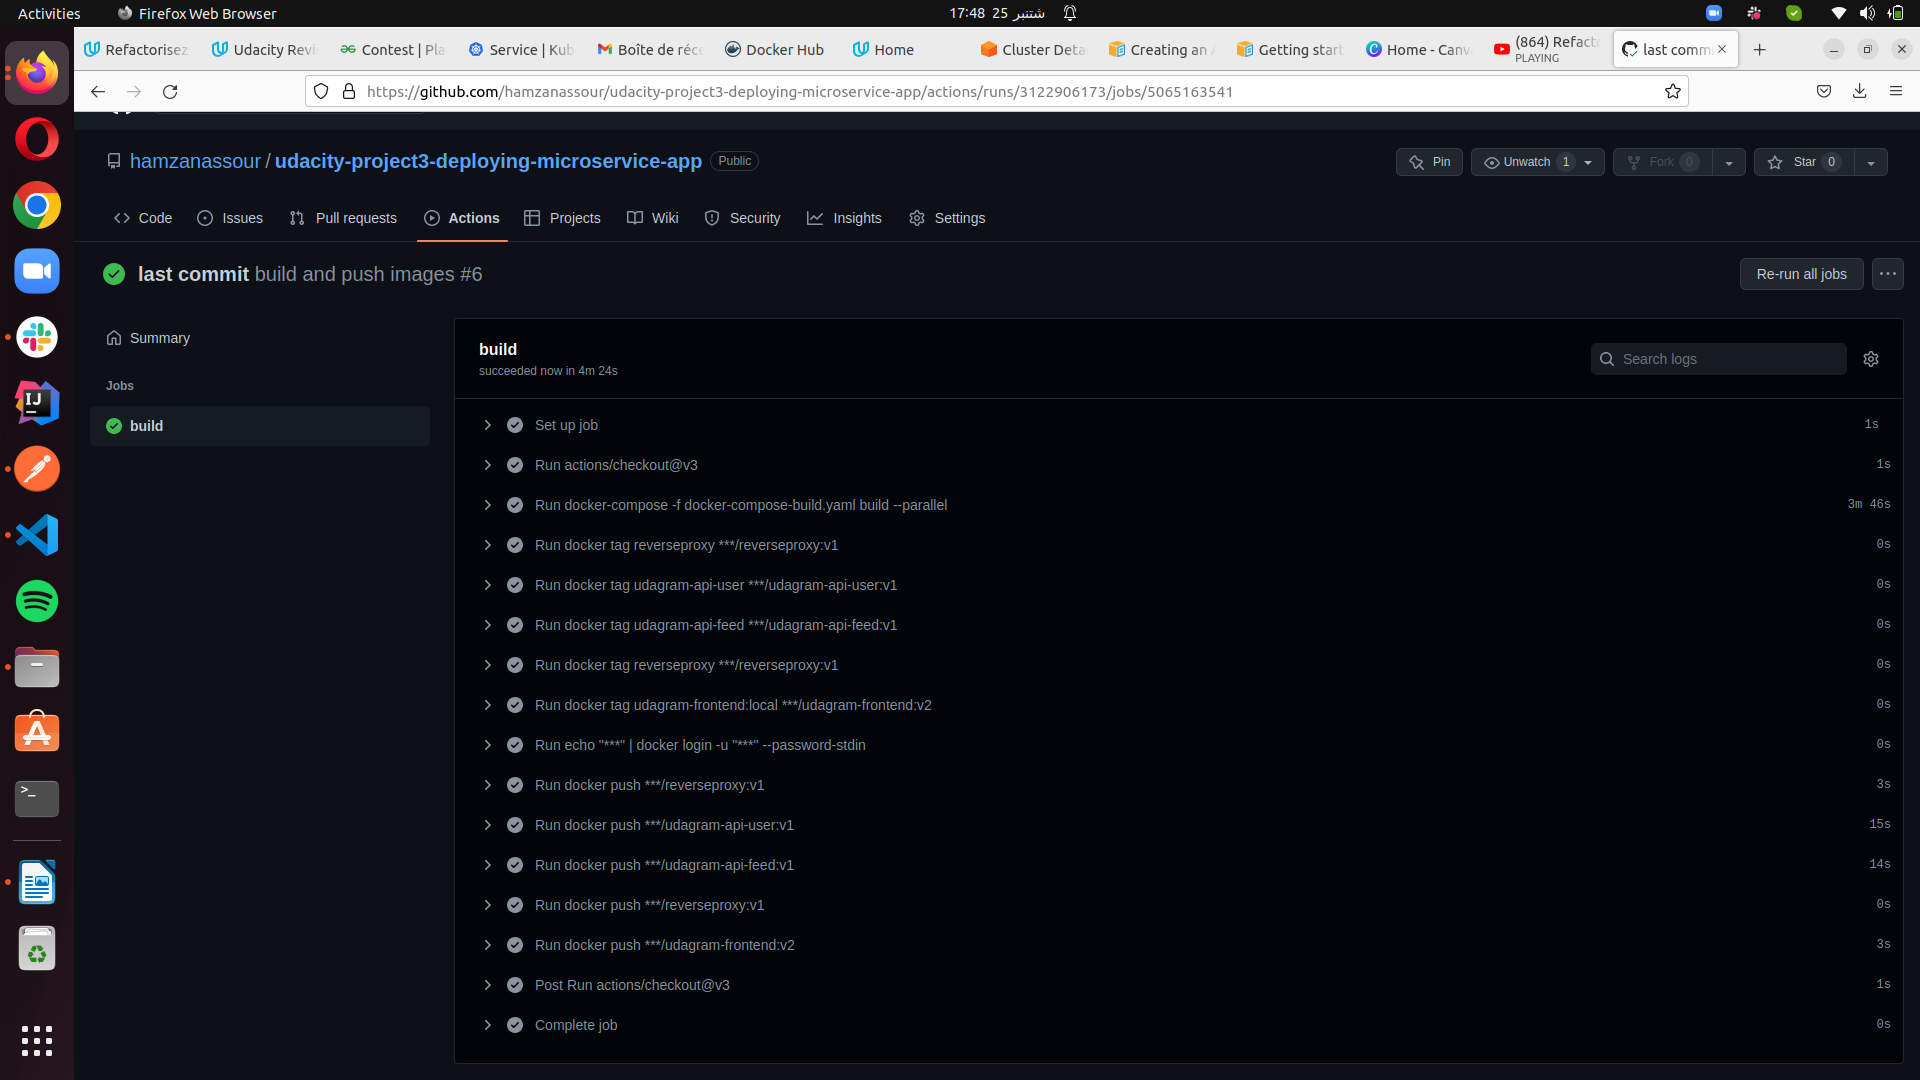 Activities
Firefox Web Browser
17:48 25 شتنبر
Refactorisez
Udacity Revi
Contest | Pla
Service | Kub
Boîte de réce
Docker Hub
Home
Cluster Detai
Creating an A
Getting start
Home - Canv
(864) Refacto
PLAYING
last commi
https://github.com/hamzanassour/udacity-project3-deploying-microservice-app/actions/runs/3122906173/jobs/5065163541
hamzanassour / udacity-project3-deploying-microservice-app Public
Pin
Unwatch 1
Fork 0
Star 0
Code
Issues
Pull requests
Actions
Projects
Wiki
Security
Insights
Settings
last commit build and push images #6
Re-run all jobs
Summary
Jobs
build
build
succeeded now in 4m 24s
Search logs
Set up job 1s
Run actions/checkout@v3 1s
Run docker-compose -f docker-compose-build.yaml build --parallel 3m 46s
Run docker tag reverseproxy ***/reverseproxy:v1 0s
Run docker tag udagram-api-user ***/udagram-api-user:v1 0s
Run docker tag udagram-api-feed ***/udagram-api-feed:v1 0s
Run docker tag reverseproxy ***/reverseproxy:v1 0s
Run docker tag udagram-frontend:local ***/udagram-frontend:v2 0s
Run echo "***" | docker login -u "***" --password-stdin 0s
Run docker push ***/reverseproxy:v1 3s
Run docker push ***/udagram-api-user:v1 15s
Run docker push ***/udagram-api-feed:v1 14s
Run docker push ***/reverseproxy:v1 0s
Run docker push ***/udagram-frontend:v2 3s
Post Run actions/checkout@v3 1s
Complete job 0s